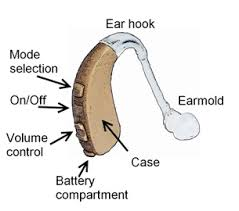 Ear hook
Mode
selection
On/Off
Earmold
Volume
control
Case
Battery
compartment